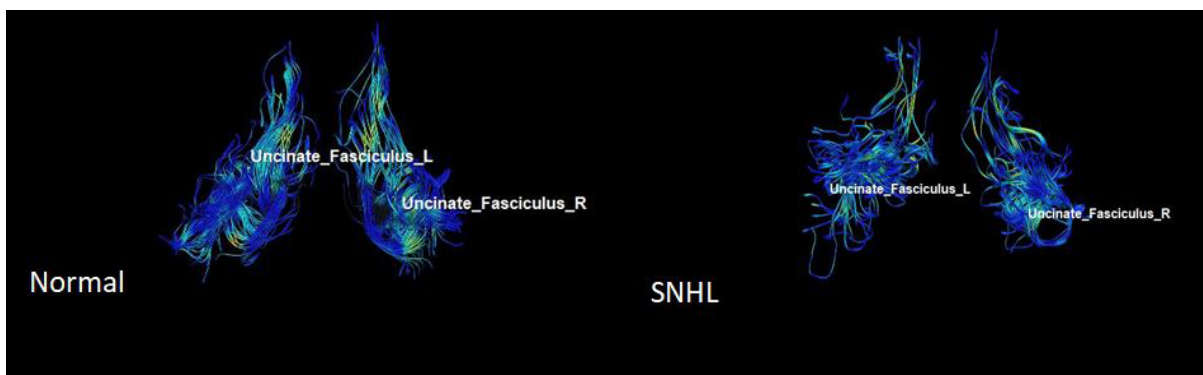 Uncinate_Fasciculus_L
Uncinate_Fasciculus_R
Normal
Uncinate_Fasciculus_L
Uncinate_Fasciculus_R
SNHL